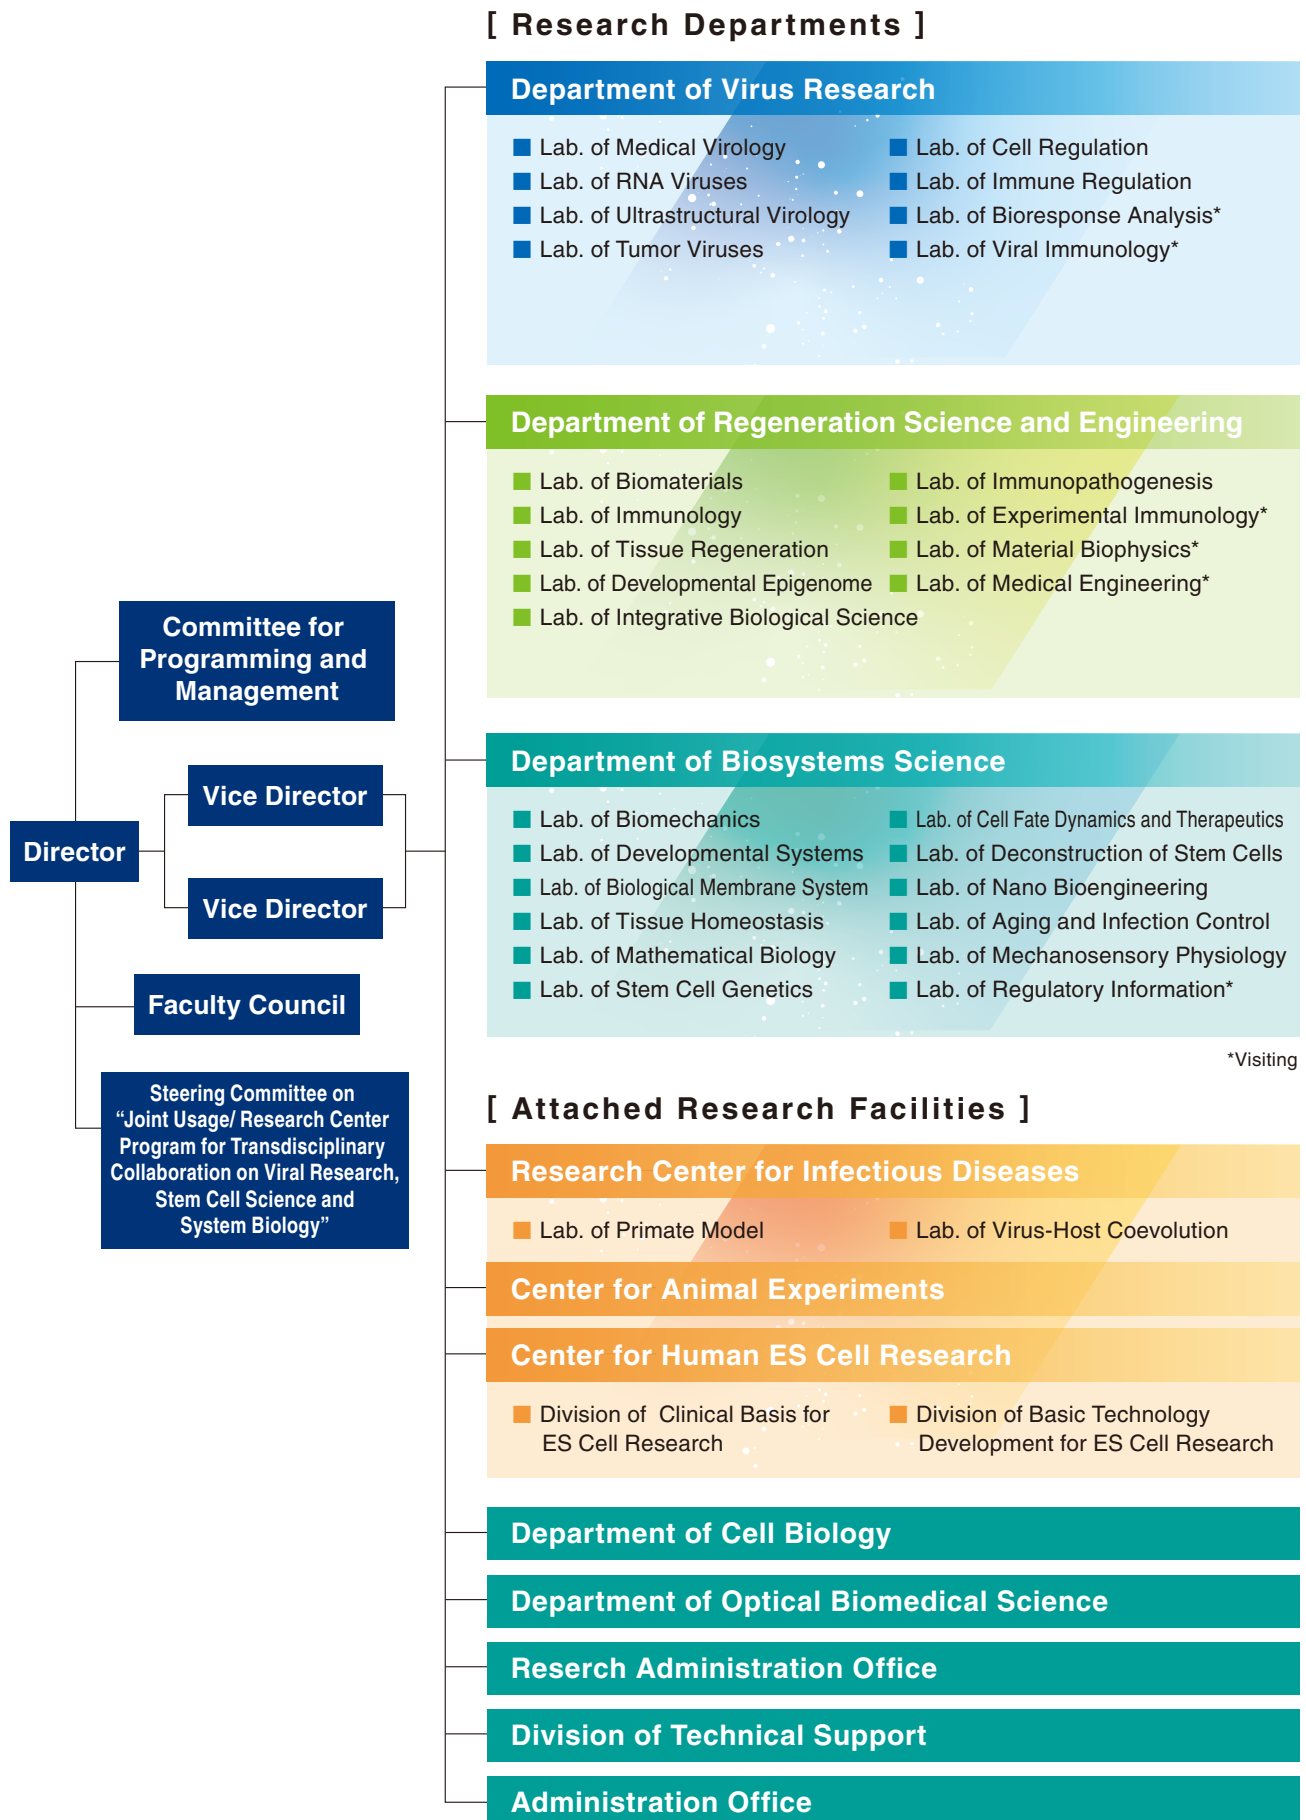 [ Research Departments ]
Department of Virus Research
Lab. of Medical Virology
Lab. of RNA Viruses
Lab. of Ultrastructural Virology
Lab. of Tumor Viruses
Lab. of Cell Regulation
Lab. of Immune Regulation
Lab. of Bioresponse Analysis*
Lab. of Viral Immunology*
Department of Regeneration Science and Engineering
Lab. of Biomaterials
Lab. of Immunology
Lab. of Tissue Regeneration
Lab. of Developmental Epigenome
Lab. of Integrative Biological Science
Lab. of Immunopathogenesis
Lab. of Experimental Immunology*
Lab. of Material Biophysics*
Lab. of Medical Engineering*
Committee for
Programming and
Management
Vice Director
Director
Vice Director
Faculty Council
Steering Committee on
“Joint Usage/ Research Center
Program for Transdisciplinary
Collaboration on Viral Research,
Stem Cell Science and
System Biology”
Department of Biosystems Science
Lab. of Biomechanics
Lab. of Developmental Systems
Lab. of Biological Membrane System
Lab. of Tissue Homeostasis
Lab. of Mathematical Biology
Lab. of Stem Cell Genetics
Lab. of Cell Fate Dynamics and Therapeutics
Lab. of Deconstruction of Stem Cells
Lab. of Nano Bioengineering
Lab. of Aging and Infection Control
Lab. of Mechanosensory Physiology
Lab. of Regulatory Information*
*Visiting
[ Attached Research Facilities ]
Research Center for Infectious Diseases
Lab. of Primate Model
Lab. of Virus-Host Coevolution
Center for Animal Experiments
Center for Human ES Cell Research
Division of Clinical Basis for
ES Cell Research
Division of Basic Technology
Development for ES Cell Research
Department of Cell Biology
Department of Optical Biomedical Science
Reserch Administration Office
Division of Technical Support
Administration Office